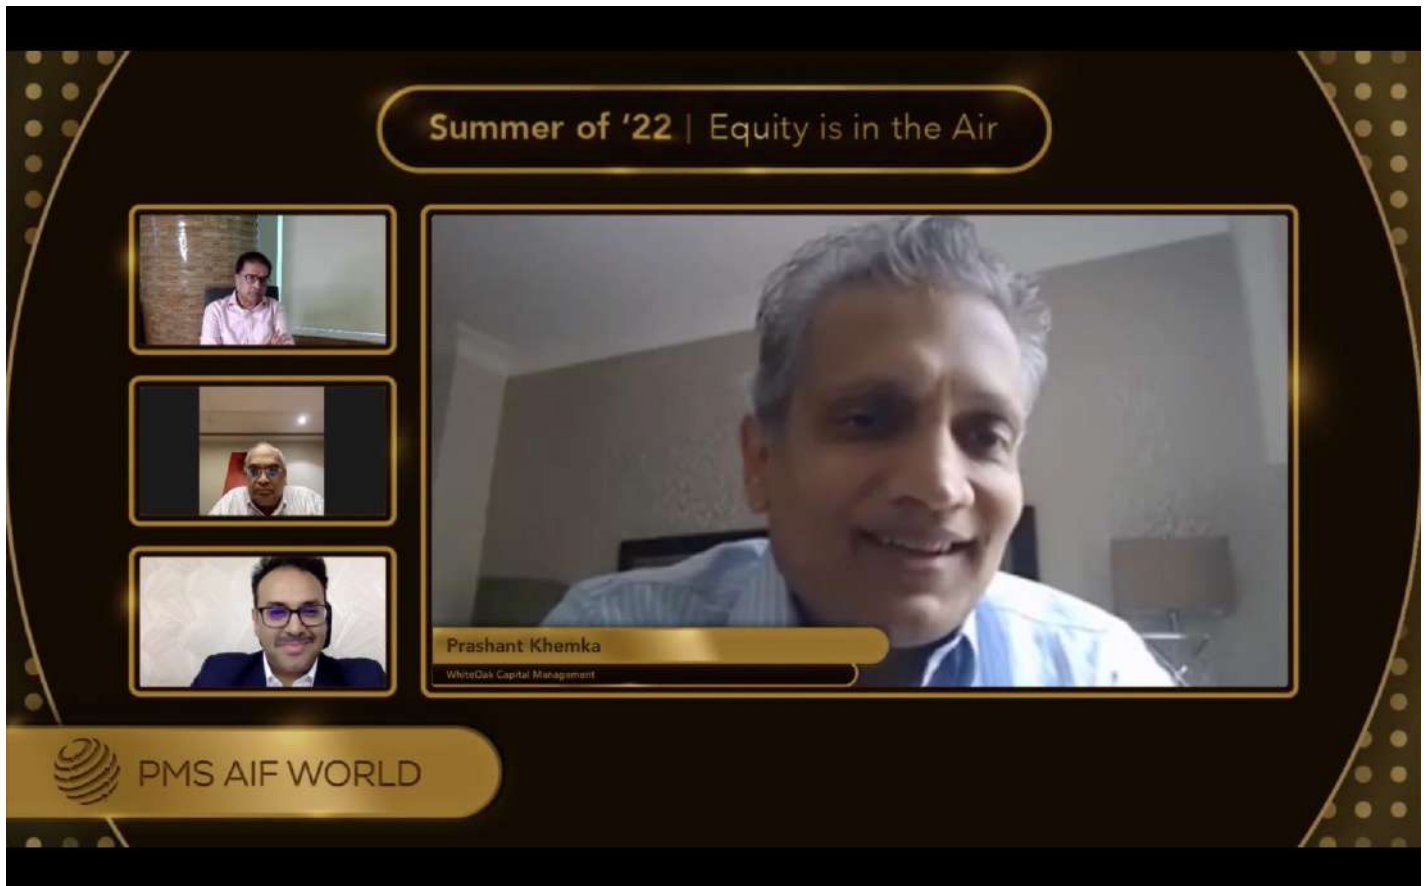 Summer of ‘22 | Equity is in the Air
Prashant Khemka
WhiteOak Capital Management
PMS AIF WORLD